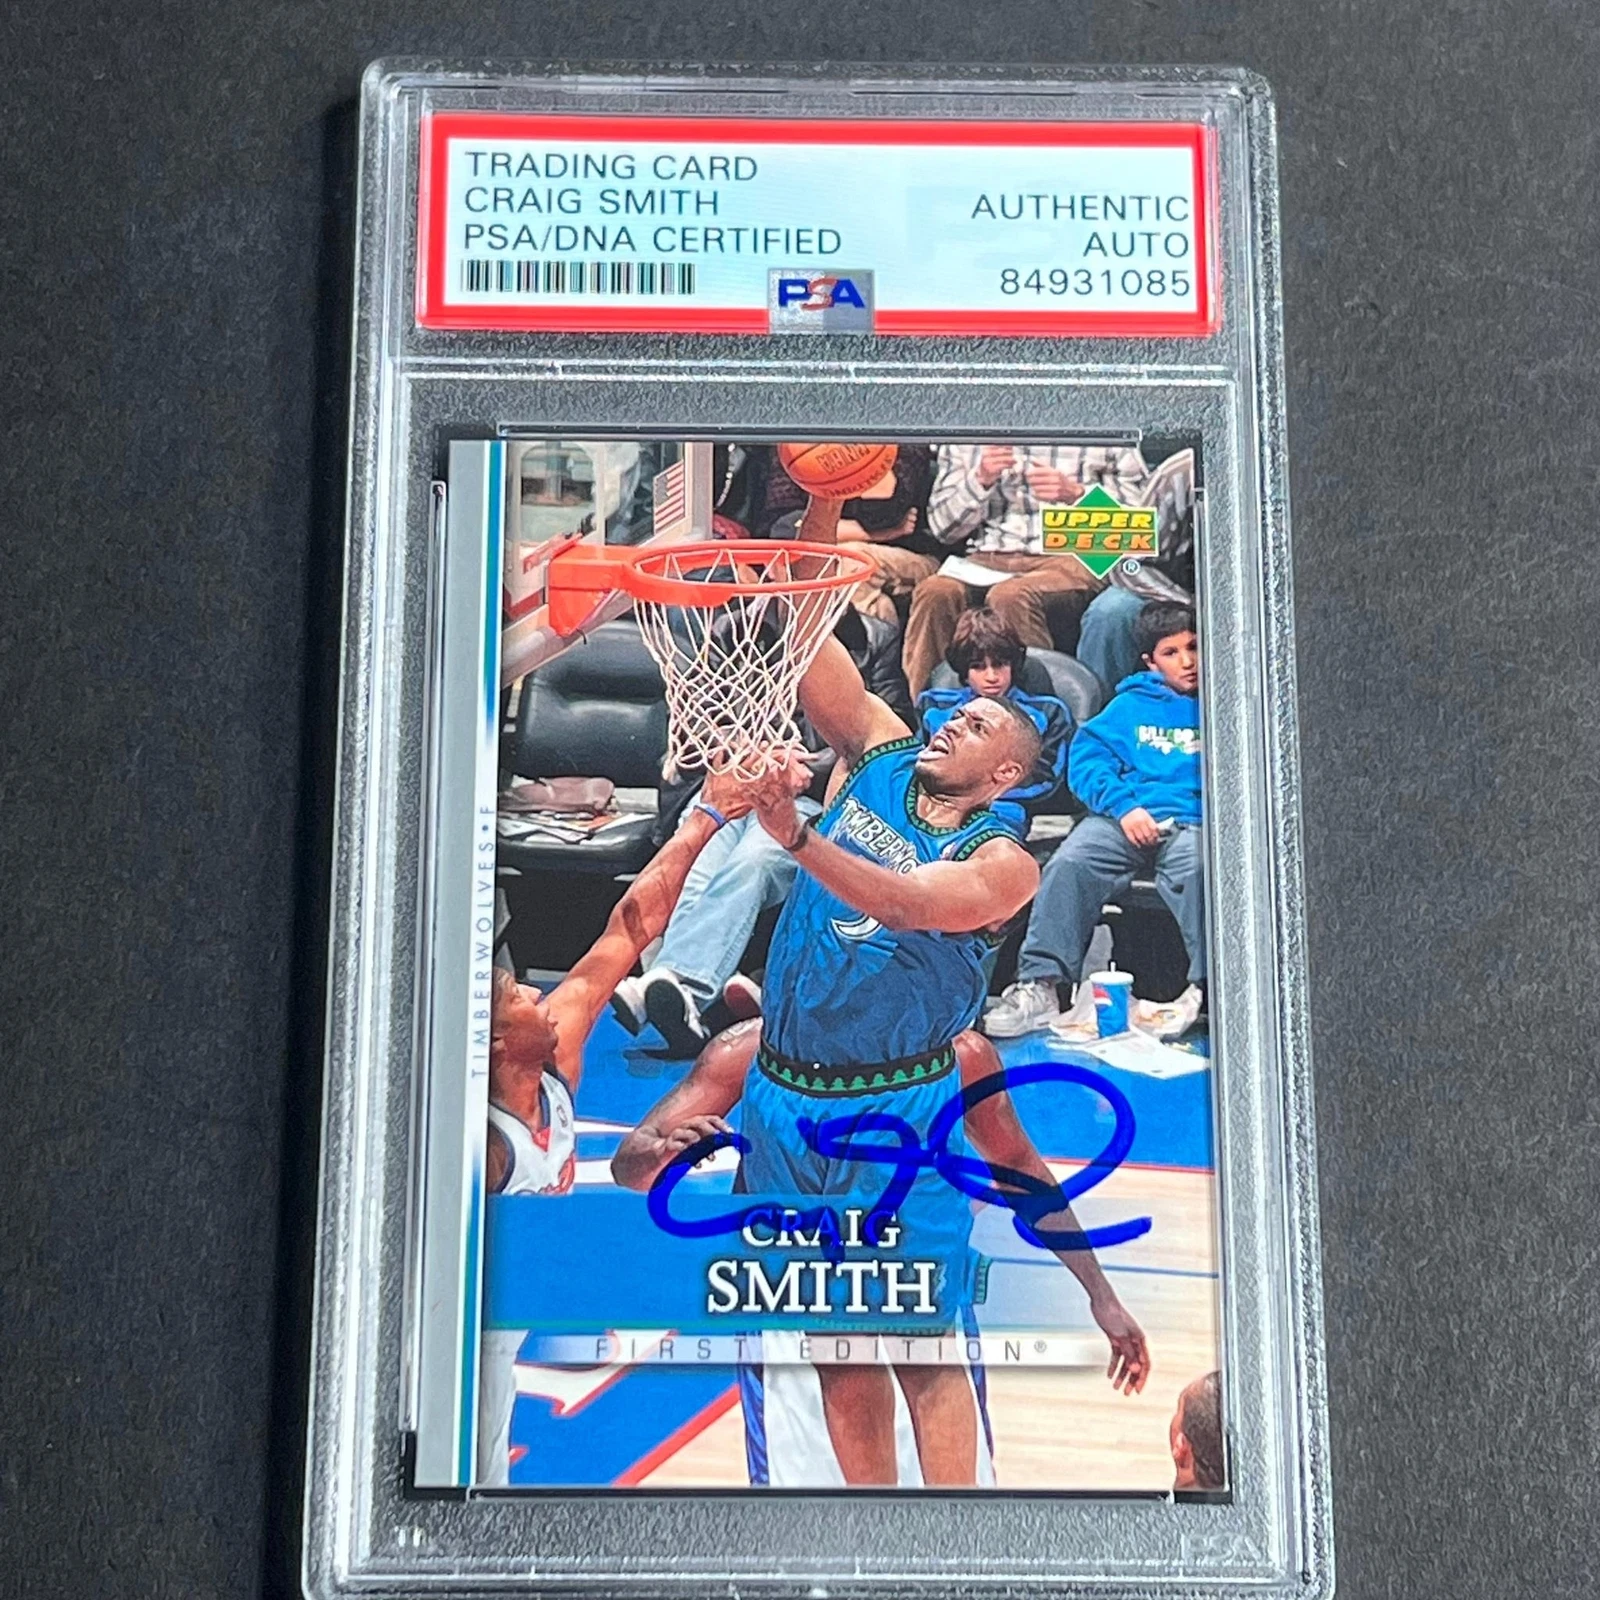 TRADING CARD
CRAIG SMITH
PSA/DNA CERTIFIED
AUTHENTIC
AUTO
84931085
PSA
UPPER
DECK
®
TIMBERWOLVES•F
CRAIG
SMITH
FIRST EDITION®
PSA